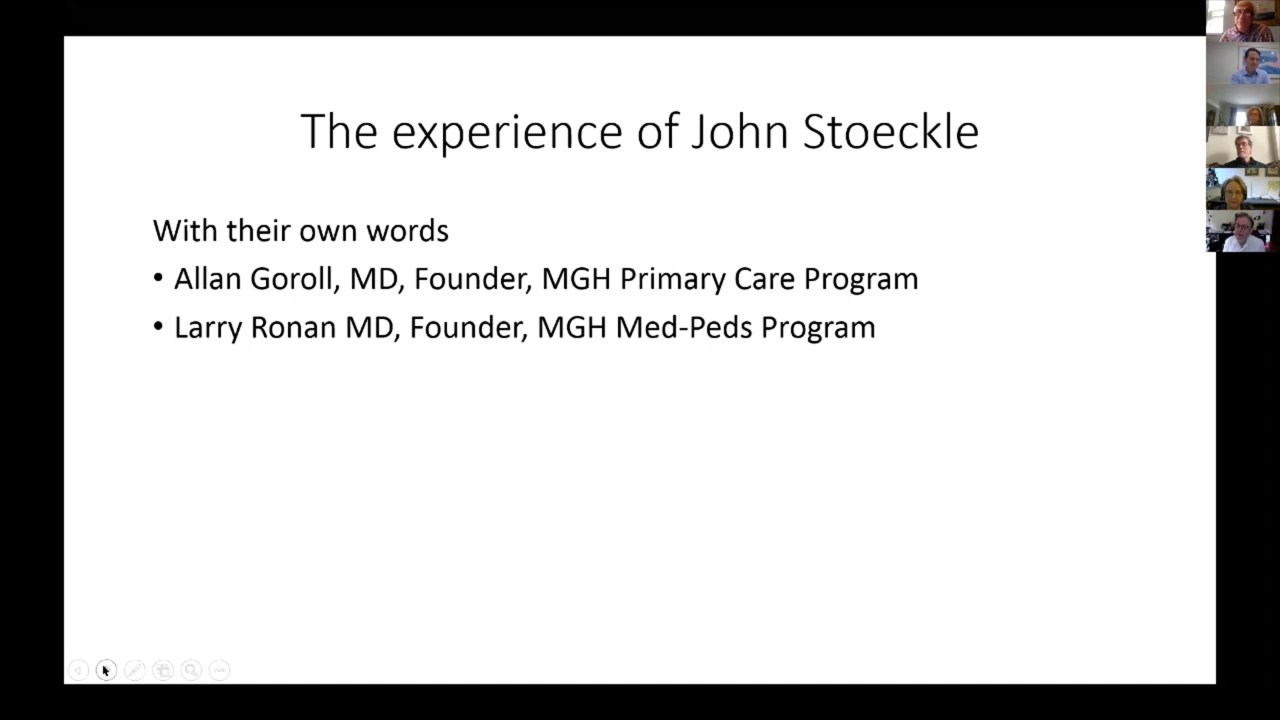 The experience of John Stoeckle
With their own words
• Allan Goroll, MD, Founder, MGH Primary Care Program
• Larry Ronan MD, Founder, MGH Med-Peds Program